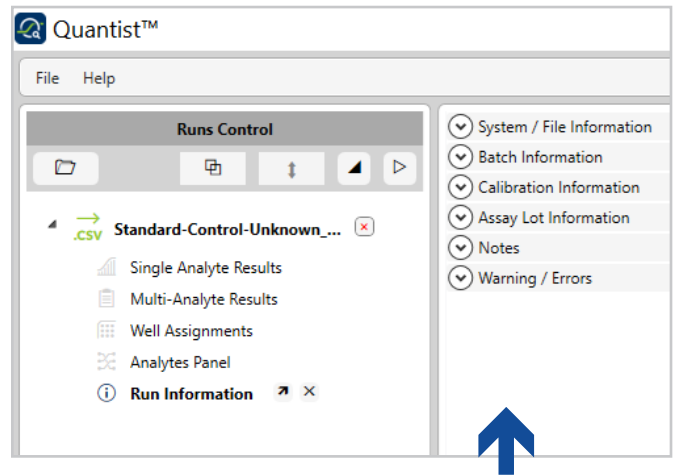 Quantist™
File Help
Runs Control
.csv Standard-Control-Unknown_...
Single Analyte Results
Multi-Analyte Results
Well Assignments
Analytes Panel
Run Information
System / File Information
Batch Information
Calibration Information
Assay Lot Information
Notes
Warning / Errors